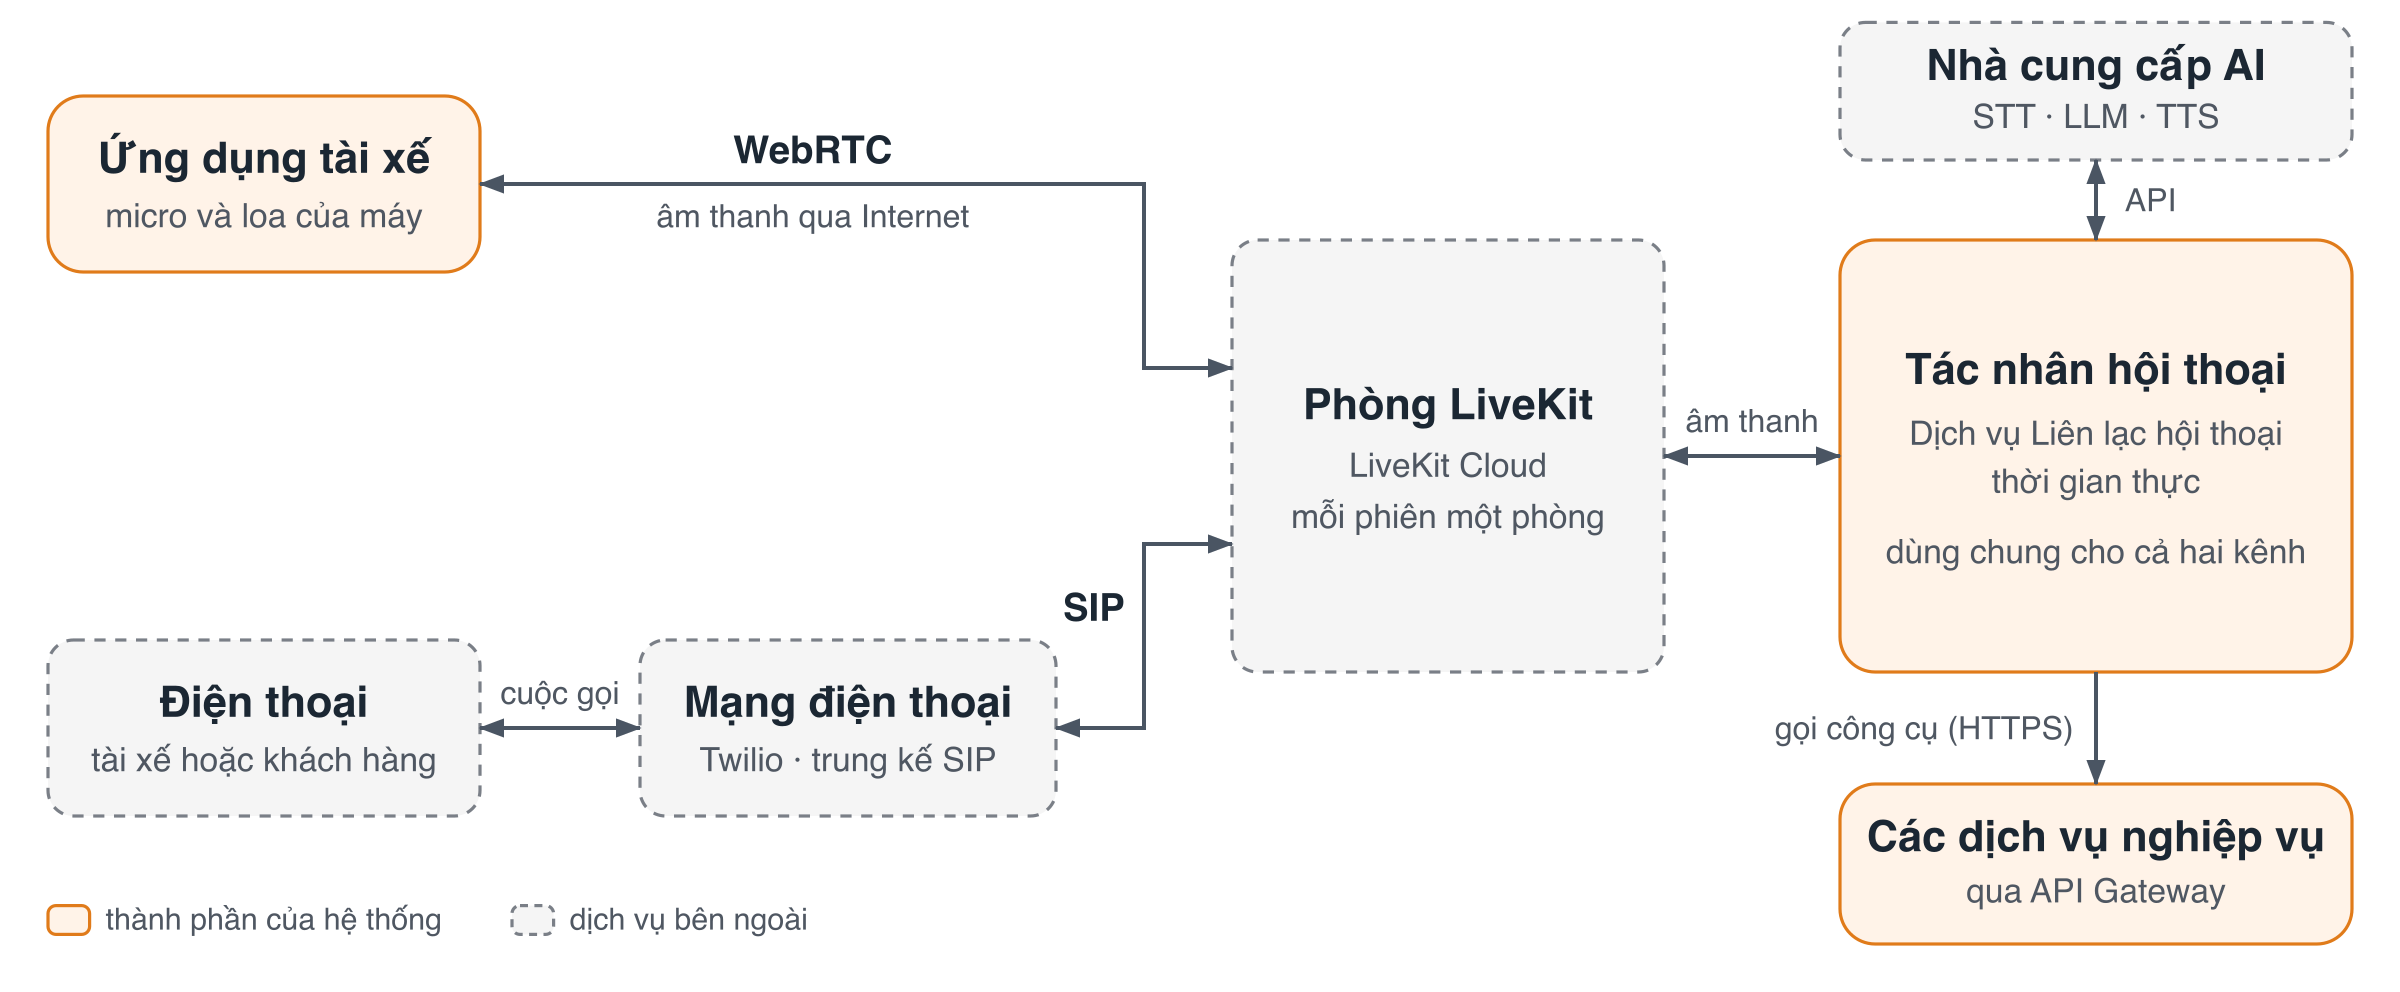 Nhà cung cấp AI
STT · LLM · TTS
API
Ứng dụng tài xế
micro và loa của máy
WebRTC
âm thanh qua Internet
Phòng LiveKit
LiveKit Cloud
mỗi phiên một phòng
âm thanh
Tác nhân hội thoại
Dịch vụ Liên lạc hội thoại
thời gian thực
dùng chung cho cả hai kênh
SIP
Điện thoại
tài xế hoặc khách hàng
cuộc gọi
Mạng điện thoại
Twilio · trung kế SIP
gọi công cụ (HTTPS)
Các dịch vụ nghiệp vụ
qua API Gateway
thành phần của hệ thống
dịch vụ bên ngoài